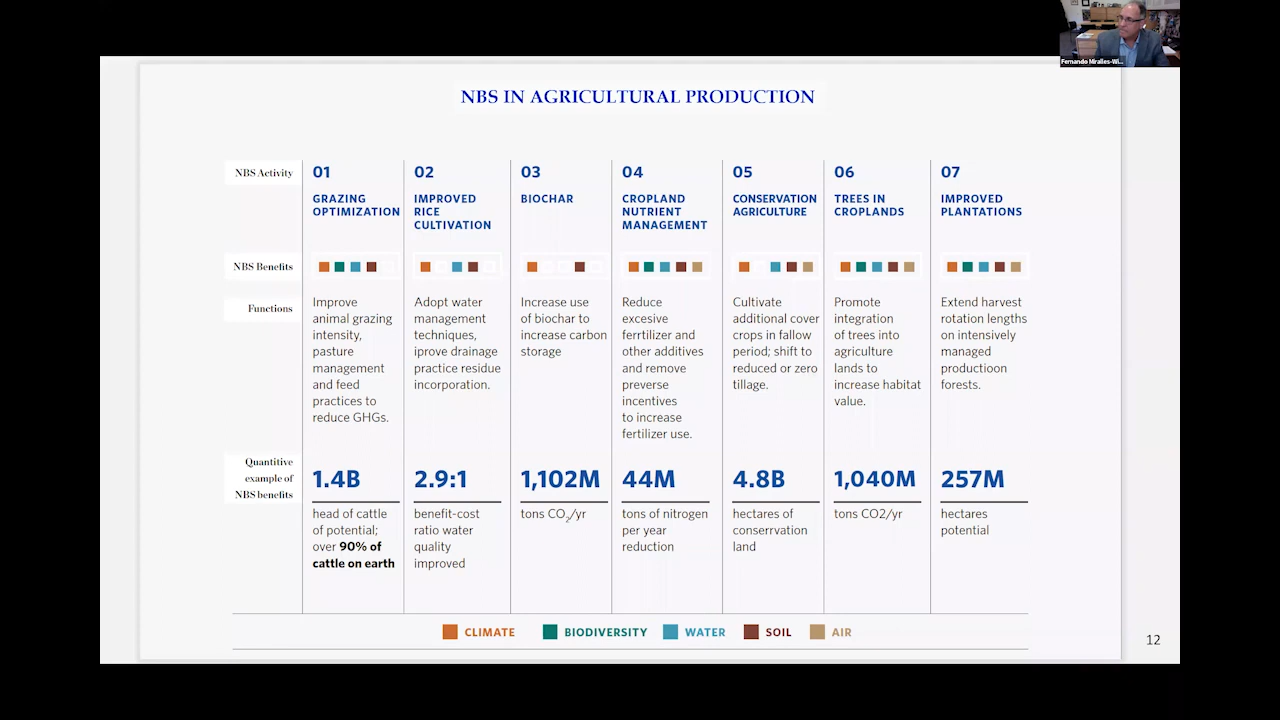 Fernando Miralles-Wi...
NBS IN AGRICULTURAL PRODUCTION
NBS Activity
01
GRAZING
OPTIMIZATION
02
IMPROVED
RICE
CULTIVATION
03
BIOCHAR
04
CROPLAND
NUTRIENT
MANAGEMENT
05
CONSERVATION
AGRICULTURE
06
TREES IN
CROPLANDS
07
IMPROVED
PLANTATIONS
NBS Benefits
Functions
Improve
animal grazing
intensity,
pasture
management
and feed
practices to
reduce GHGs.
Adopt water
management
techniques,
iprove drainage
practice residue
incorporation.
Increase use
of biochar to
increase carbon
storage
Reduce
excesive
ferrtilizer and
other additives
and remove
preverse
incentives
to increase
fertilizer use.
Cultivate
additional cover
crops in fallow
period; shift to
reduced or zero
tillage.
Promote
integration
of trees into
agriculture
lands to
increase habitat
value.
Extend harvest
rotation lengths
on intensively
managed
productioon
forests.
Quantitive
example of
NBS benefits
1.4B
head of cattle
of potential;
over 90% of
cattle on earth
2.9:1
benefit-cost
ratio water
quality
improved
1,102M
tons CO2/yr
44M
tons of nitrogen
per year
reduction
4.8B
hectares of
conservration
land
1,040M
tons CO2/yr
257M
hectares
potential
CLIMATE
BIODIVERSITY
WATER
SOIL
AIR
12